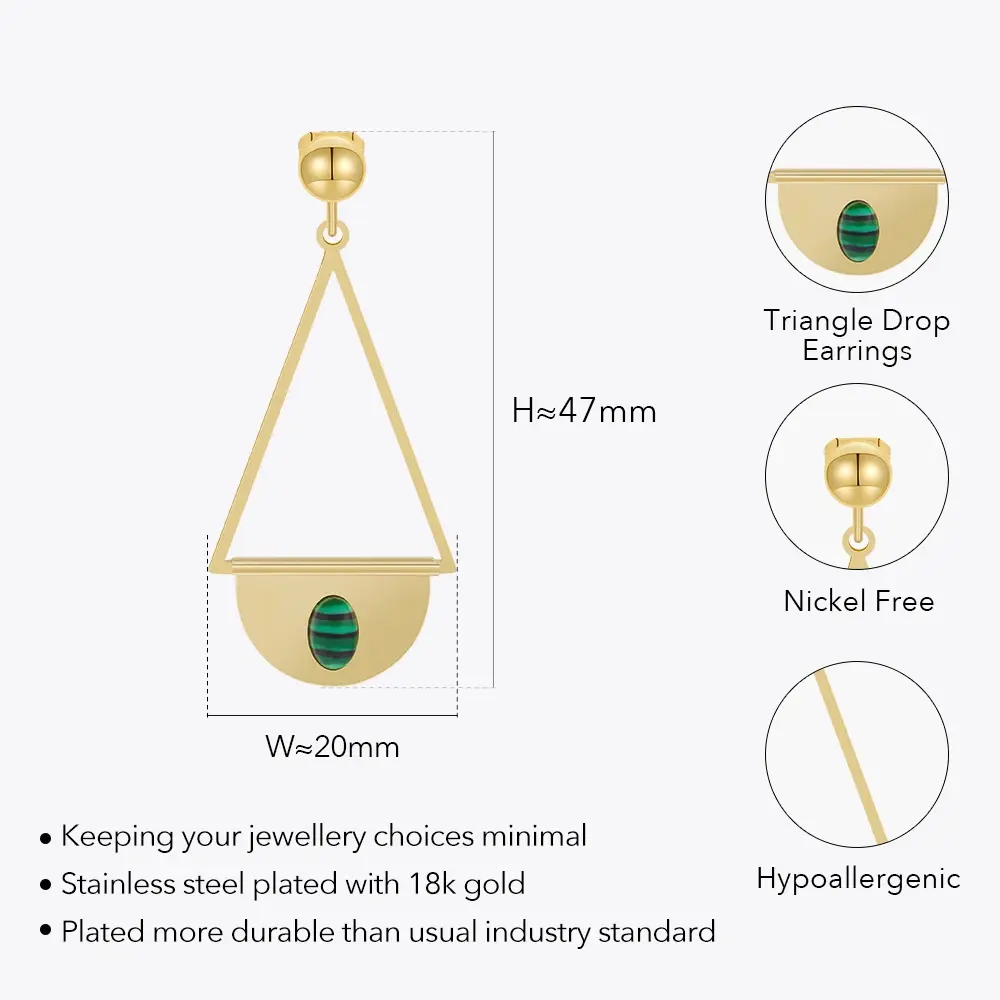 H≈47mm
W≈20mm
Triangle Drop
Earrings
Nickel Free
Hypoallergenic
• Keeping your jewellery choices minimal
• Stainless steel plated with 18k gold
• Plated more durable than usual industry standard